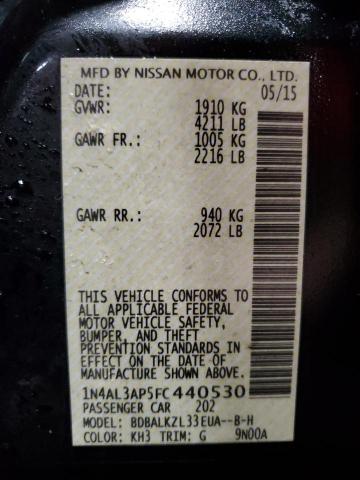 MFD BY NISSAN MOTOR CO., LTD.
DATE: 05/15
GVWR: 1910 KG
4211 LB
GAWR FR.: 1005 KG
2216 LB
GAWR RR.: 940 KG
2072 LB
THIS VEHICLE CONFORMS TO
ALL APPLICABLE FEDERAL
MOTOR VEHICLE SAFETY,
BUMPER, AND THEFT
PREVENTION STANDARDS IN
EFFECT ON THE DATE OF
MANUFACTURE SHOWN ABOVE.
1N4AL3AP5FC440530
PASSENGER CAR 202
MODEL: BDBALKZL33EUA--B-H
COLOR: KH3 TRIM: G 9N00A